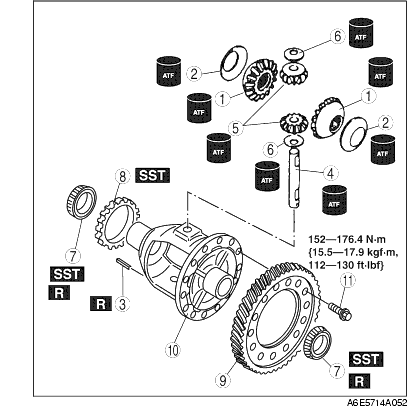 6
ATF
2
ATF
ATF
1
ATF
1
5
2
ATF
6
ATF
ATF
4
8 SST
ATF
7
SST
R
152—176.4 N·m
{15.5—17.9 kgf·m,
112—130 ft·lbf}
R 3
11
10
9
7
SST
R
A6E5714A052